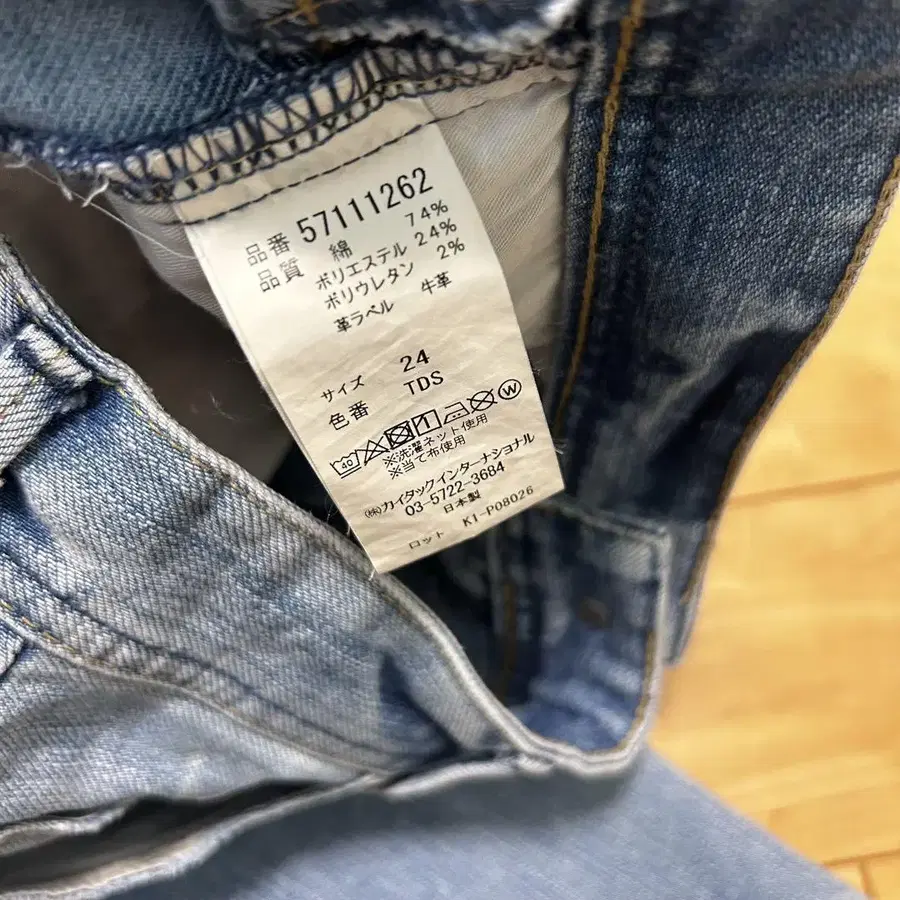 品番 57111262
品質 綿 74%
ポリエステル 24%
ポリウレタン 2%
革ラベル 牛革
サイズ 24
色番 TDS
40 W
※洗濯ネット使用
※当て布使用
㈱カイタックインターナショナル
03-5722-3684
日本製
ロット K1-P08026